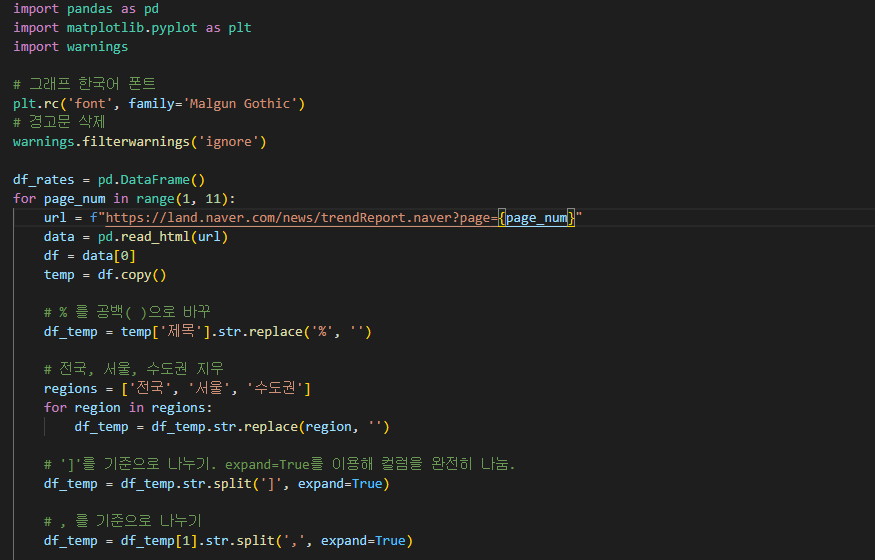 import pandas as pd
import matplotlib.pyplot as plt
import warnings
# 그래프 한국어 폰트
plt.rc('font', family='Malgun Gothic')
# 경고문 삭제
warnings.filterwarnings('ignore')
df_rates = pd.DataFrame()
for page_num in range(1, 11):
    url = f"https://land.naver.com/news/trendReport.naver?page={page_num}"
    data = pd.read_html(url)
    df = data[0]
    temp = df.copy()
    # % 를 공백( )으로 바꾸
    df_temp = temp['제목'].str.replace('%', '')
    # 전국, 서울, 수도권 지우
    regions = ['전국', '서울', '수도권']
    for region in regions:
        df_temp = df_temp.str.replace(region, '')
    # ']'를 기준으로 나누기. expand=True를 이용해 컬럼을 완전히 나눔.
    df_temp = df_temp.str.split(']', expand=True)
    # , 를 기준으로 나누기
    df_temp = df_temp[1].str.split(',', expand=True)